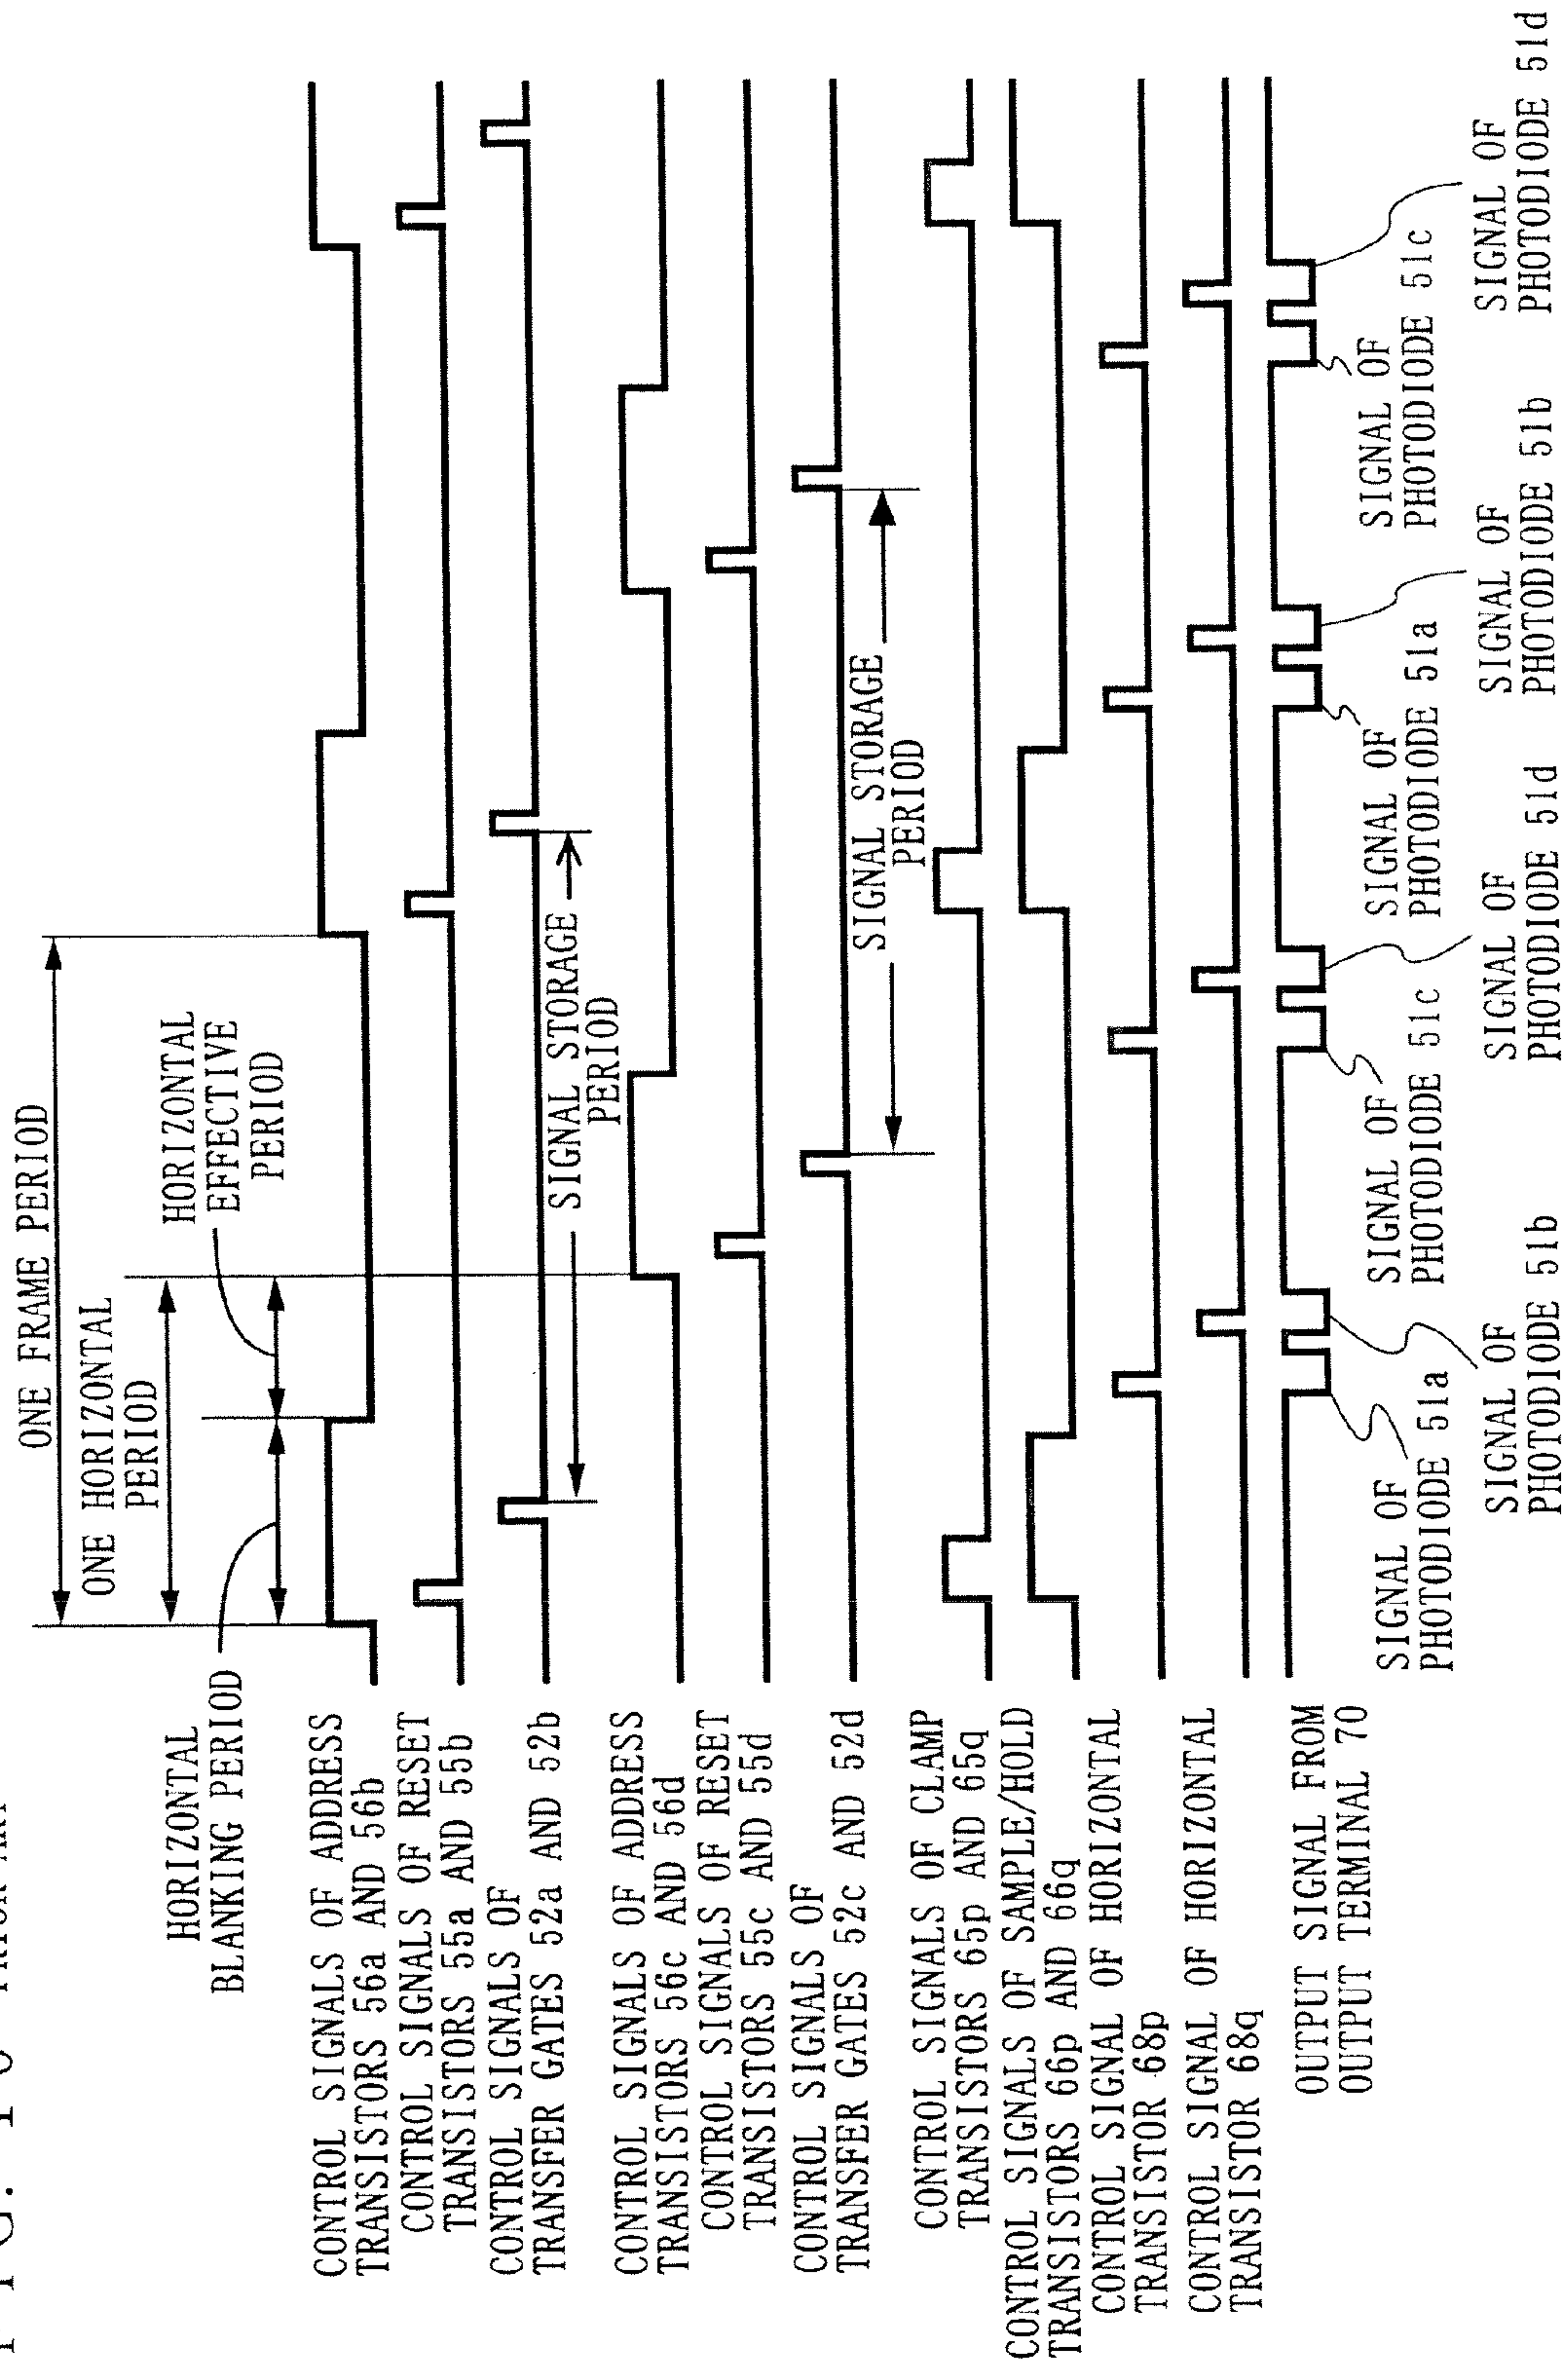 ONE FRAME PERIOD
ONE HORIZONTAL
PERIOD
HORIZONTAL
EFFECTIVE
PERIOD
HORIZONTAL
BLANKING PERIOD
CONTROL SIGNALS OF ADDRESS
TRANSISTORS 56a AND 56b
CONTROL SIGNALS OF RESET
TRANSISTORS 55a AND 55b
CONTROL SIGNALS OF
TRANSFER GATES 52a AND 52b
SIGNAL STORAGE
PERIOD
CONTROL SIGNALS OF ADDRESS
TRANSISTORS 56c AND 56d
CONTROL SIGNALS OF RESET
TRANSISTORS 55c AND 55d
CONTROL SIGNALS OF
TRANSFER GATES 52c AND 52d
SIGNAL STORAGE
PERIOD
CONTROL SIGNALS OF CLAMP
TRANSISTORS 65p AND 65q
CONTROL SIGNALS OF SAMPLE/HOLD
TRANSISTORS 66p AND 66q
CONTROL SIGNAL OF HORIZONTAL
TRANSISTOR 68p
CONTROL SIGNAL OF HORIZONTAL
TRANSISTOR 68q
OUTPUT SIGNAL FROM
OUTPUT TERMINAL 70
SIGNAL OF
PHOTODIODE 51a
SIGNAL OF
PHOTODIODE 51b
SIGNAL OF
PHOTODIODE 51c
SIGNAL OF
PHOTODIODE 51d
SIGNAL OF
PHOTODIODE 51a
SIGNAL OF
PHOTODIODE 51b
SIGNAL OF
PHOTODIODE 51c
SIGNAL OF
PHOTODIODE 51d